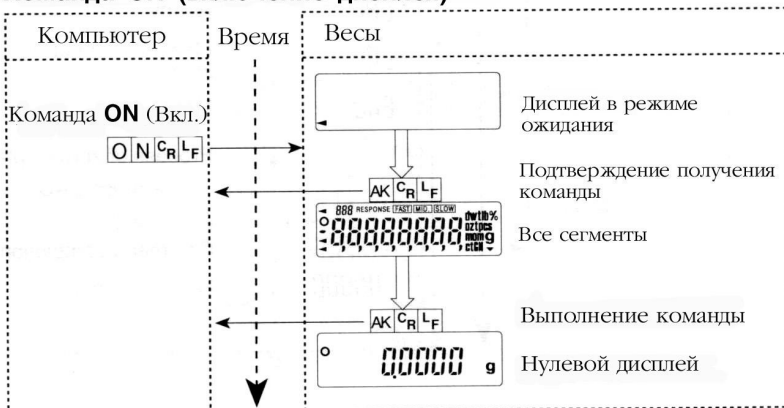 Компьютер
Время
Весы
Команда ON (Вкл.)
O N CR LF
Дисплей в режиме
ожидания
AK CR LF
Подтверждение получения
команды
888 RESPONSE FAST MID. SLOW
Все сегменты
AK CR LF
Выполнение команды
0.0000 g
Нулевой дисплей